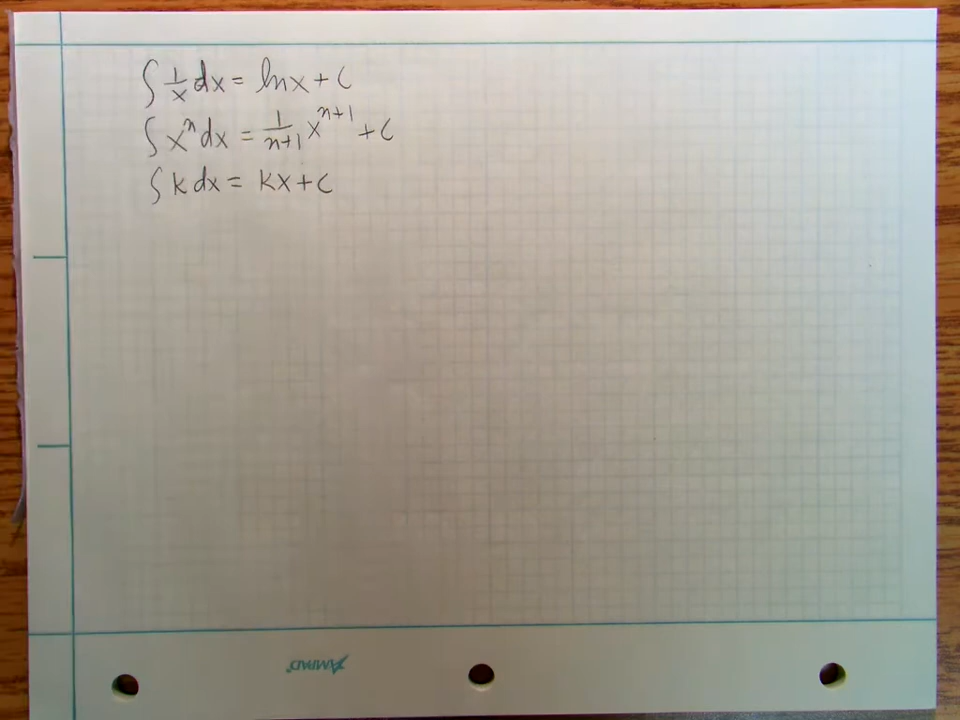 ∫ 1/x dx = ln x + C
∫ x^n dx = 1/(n+1) x^(n+1) + C
∫ k dx = kx + C
AMPAD